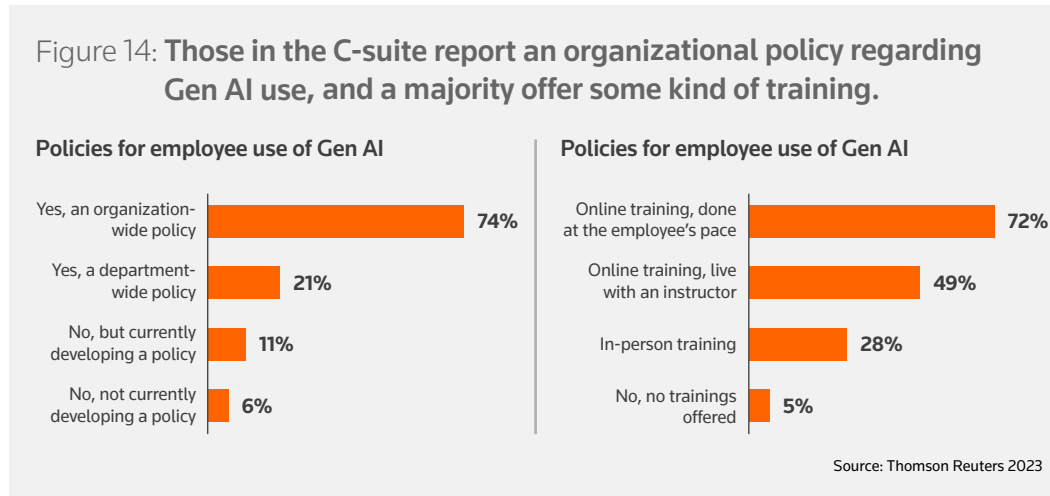 Figure 14: Those in the C-suite report an organizational policy regarding
Gen AI use, and a majority offer some kind of training.
Policies for employee use of Gen AI
Yes, an organization-
wide policy
74%
Yes, a department-
wide policy
21%
No, but currently
developing a policy
11%
No, not currently
developing a policy
6%
Policies for employee use of Gen AI
Online training, done
at the employee's pace
72%
Online training, live
with an instructor
49%
In-person training
28%
No, no trainings
offered
5%
Source: Thomson Reuters 2023